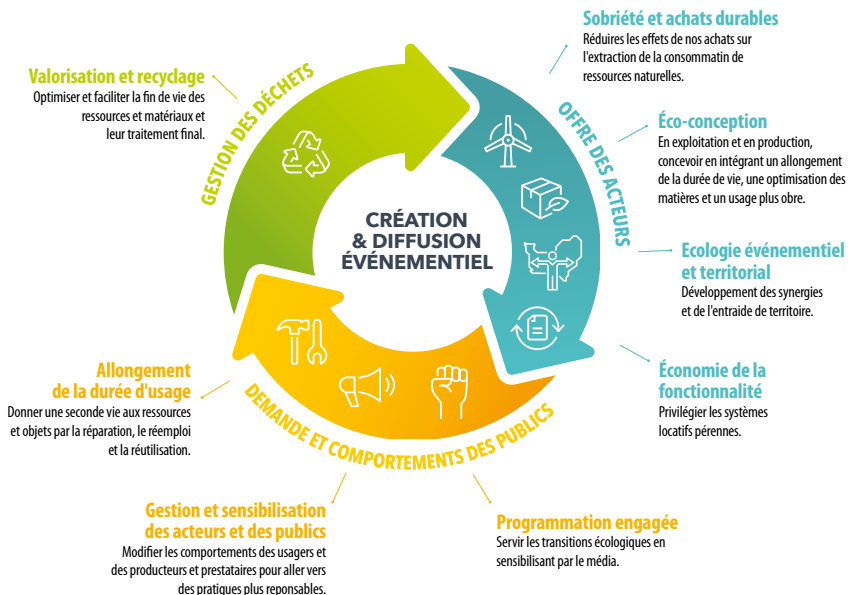 CRÉATION
& DIFFUSION
ÉVÉNEMENTIEL
OFFRE DES ACTEURS
Sobriété et achats durables
Réduires les effets de nos achats sur
l'extraction de la consommatin de
ressources naturelles.
Éco-conception
En exploitation et en production,
concevoir en intégrant un allongement
de la durée de vie, une optimisation des
matières et un usage plus obre.
Ecologie événementiel
et territorial
Développement des synergies
et de l'entraide de territoire.
Économie de la
fonctionnalité
Privilégier les systèmes
locatifs pérennes.
DEMANDE ET COMPORTEMENTS DES PUBLICS
Programmation engagée
Servir les transitions écologiques en
sensibilisant par le média.
Gestion et sensibilisation
des acteurs et des publics
Modifier les comportements des usagers et
des producteurs et prestataires pour aller vers
des pratiques plus reponsables.
Allongement
de la durée d'usage
Donner une seconde vie aux ressources
et objets par la réparation, le réemploi
et la réutilisation.
GESTION DES DÉCHETS
Valorisation et recyclage
Optimiser et faciliter la fin de vie des
ressources et matériaux et
leur traitement final.